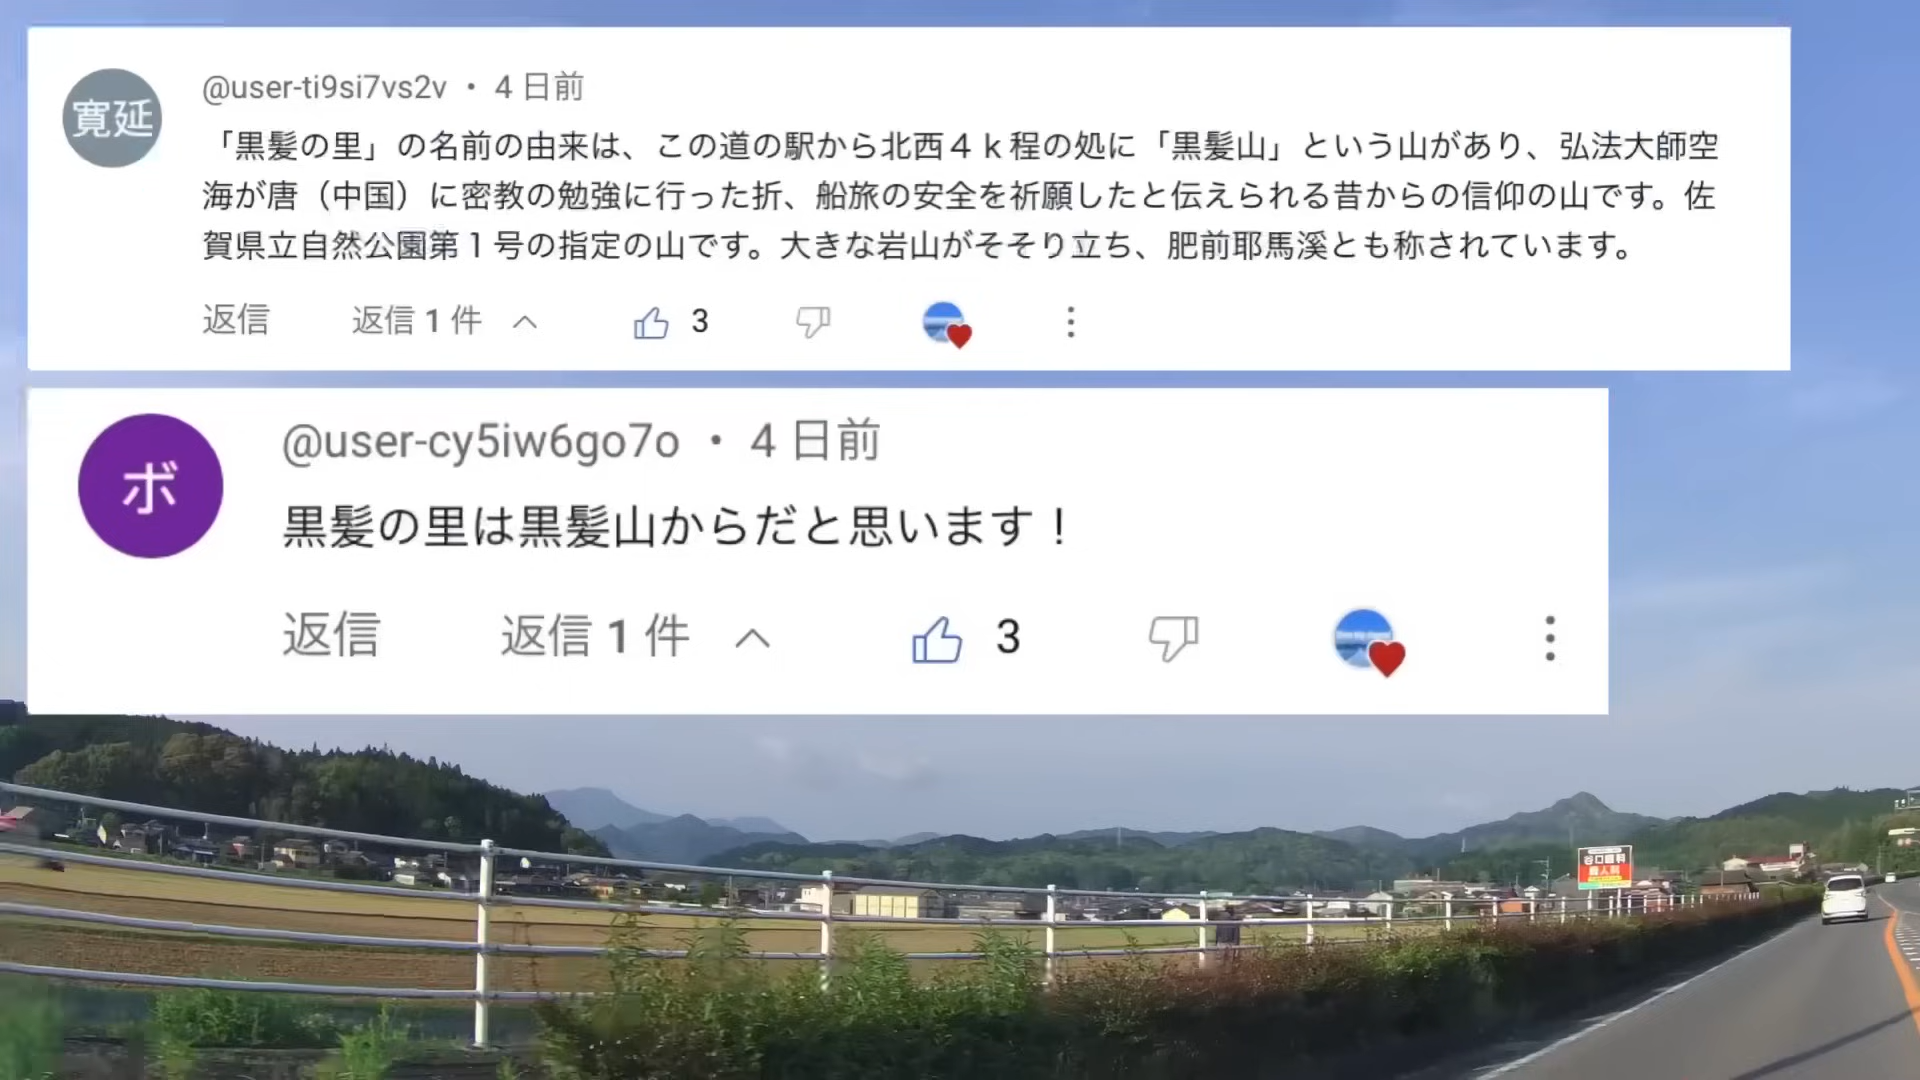 寛延
@user-ti9si7vs2v・4 日前
「黒髪の里」の名前の由来は、この道の駅から北西４ｋ程の処に「黒髪山」という山があり、弘法大師空
海が唐（中国）に密教の勉強に行った折、船旅の安全を祈願したと伝えられる昔からの信仰の山です。佐
賀県立自然公園第１号の指定の山です。大きな岩山がそそり立ち、肥前耶馬溪とも称されています。
返信 返信 1 件 3
ボ
@user-cy5iw6go7o・4 日前
黒髪の里は黒髪山からだと思います！
返信 返信 1 件 3
谷口眼科